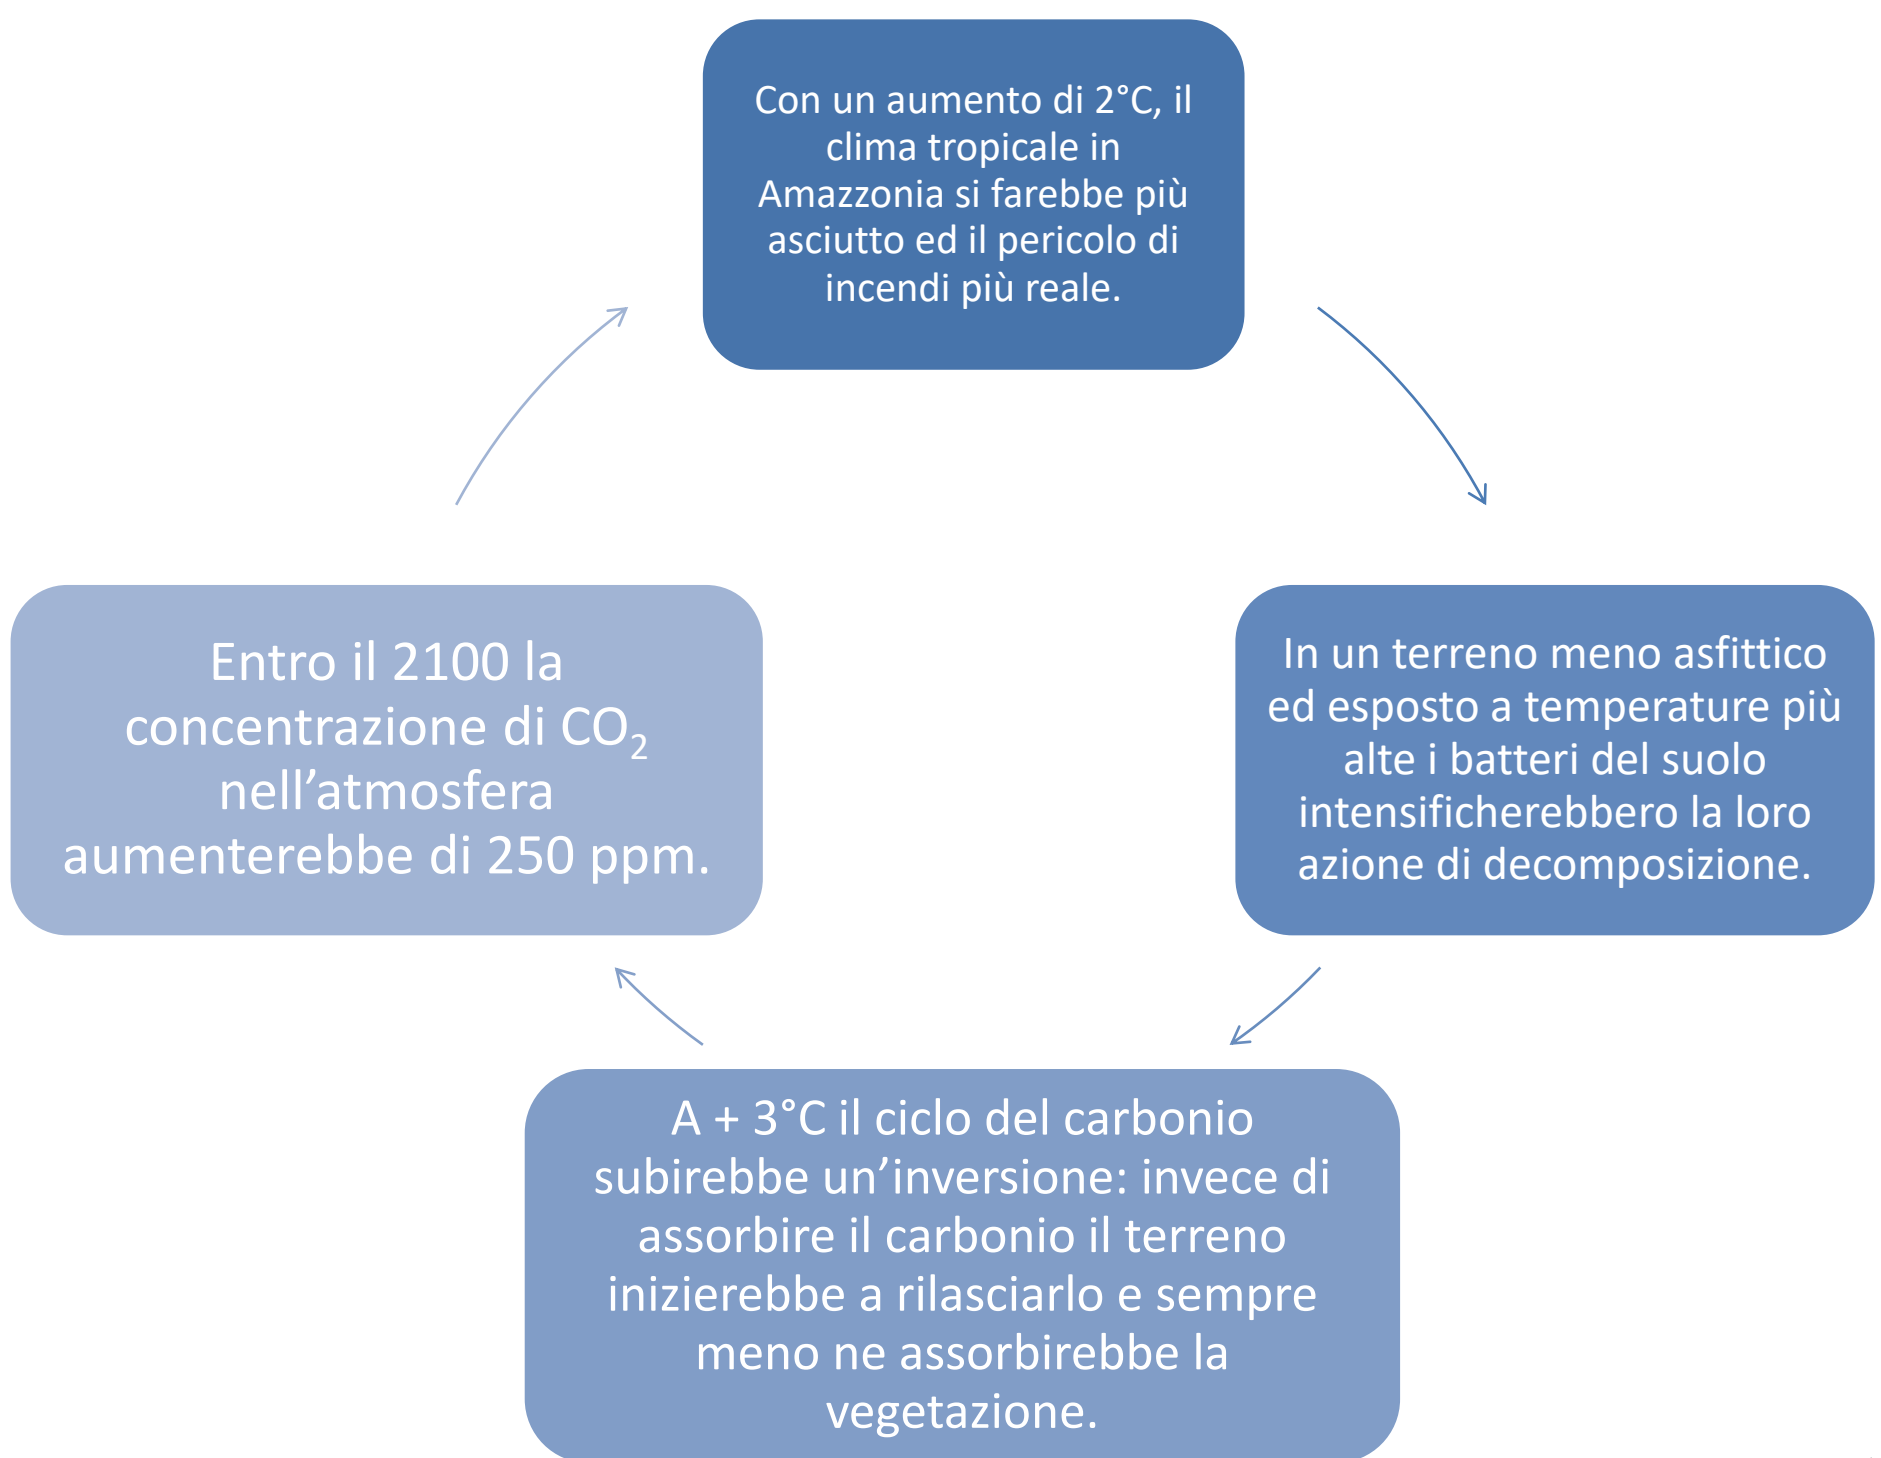 Con un aumento di 2°C, il
clima tropicale in
Amazzonia si farebbe più
asciutto ed il pericolo di
incendi più reale.
In un terreno meno asfittico
ed esposto a temperature più
alte i batteri del suolo
intensificherebbero la loro
azione di decomposizione.
A + 3°C il ciclo del carbonio
subirebbe un’inversione: invece di
assorbire il carbonio il terreno
inizierebbe a rilasciarlo e sempre
meno ne assorbirebbe la
vegetazione.
Entro il 2100 la
concentrazione di CO₂
nell’atmosfera
aumenterebbe di 250 ppm.